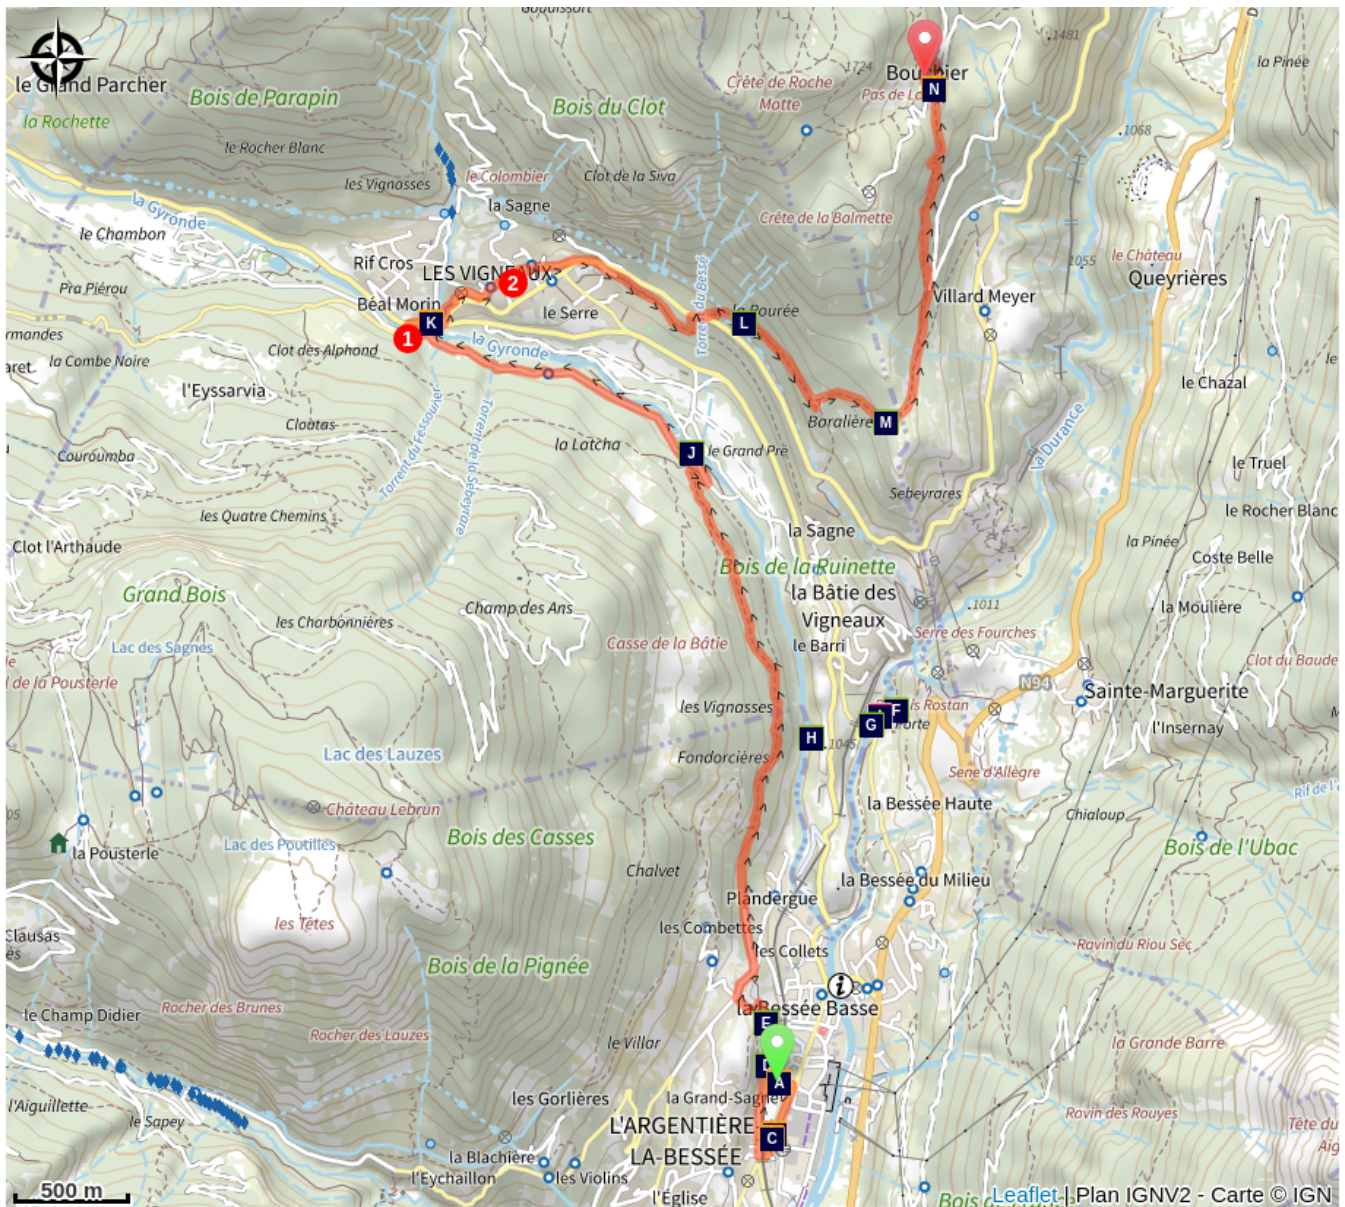 Gouaissort
le Grand Parcher
la Rochette
Bois de Parapin
le Rocher Blanc
les Vignasses
le Colombier
la Sagne
Bois du Clot
Clot de la Siva
1724
Crête de Roche
Motte
Bouchier
N
1481
la Pinée
1068
la Gyronde
le Chambon
Rif Cros
LES VIGNEAUX
2
Crête de la Balmette
1055
le Château
Queyrières
Pra Piérou
Béal Morin
K
1
le Serre
Torrent du Bessé
la Pourée
L
Villard Meyer
Clot des Alphand
la Gyronde
la Combe Noire
l'Eyssarvia
Cloutas
Couroumba
Torrent du Fessou
Torrent de la Sébeyrare
la Latcha
J
le Grand Pré
Baralière
M
la Durance
le Chazal
le Truel
Sebeyrares
les Quatre Chemins
Clot l'Arthaude
la Sagne
le Rocher Blanc
la Pinée
Coste Belle
Grand Bois
Champ des Ans
les Charbonnières
Bois de la Ruinette
la Bâtie des
Vigneaux
1011
la Moulière
Lac des Sagnes
Casse de la Bâtie
le Barri
Serre des Fourches
Clot du Baude
de la Pousterle
N94
Sainte-Marguerite
les Vignasses
F
G
H
1045
l'Insernay
Lac des Lauzes
Fondorcières
Château Lebrun
la Bessée Haute
Chialoup
la Pousterle
Lac des Poutilles
Bois des Casses
Bois de l'Ubac
Chalvet
la Bessée du Milieu
Plandergue
les Têtes
les Combettes
les Collets
Clausas
Ravin du Riou Sec
Bois de la Pignée
i
la Bessée Basse
Rocher des Brunes
le Champ Didier
Rocher des Lauzes
E
le Villar
la Grande Barre
D
A
l'Aiguillette
le Sapey
les Gorlières
la Grand-Sagne
Ravin des Rouyes
L'ARGENTIÈRE
LA-BESSÉE
C
la Blachière
l'Eychaillon
les Violins
l'Église
500 m
Leaflet | Plan IGNV2 - Carte © IGN